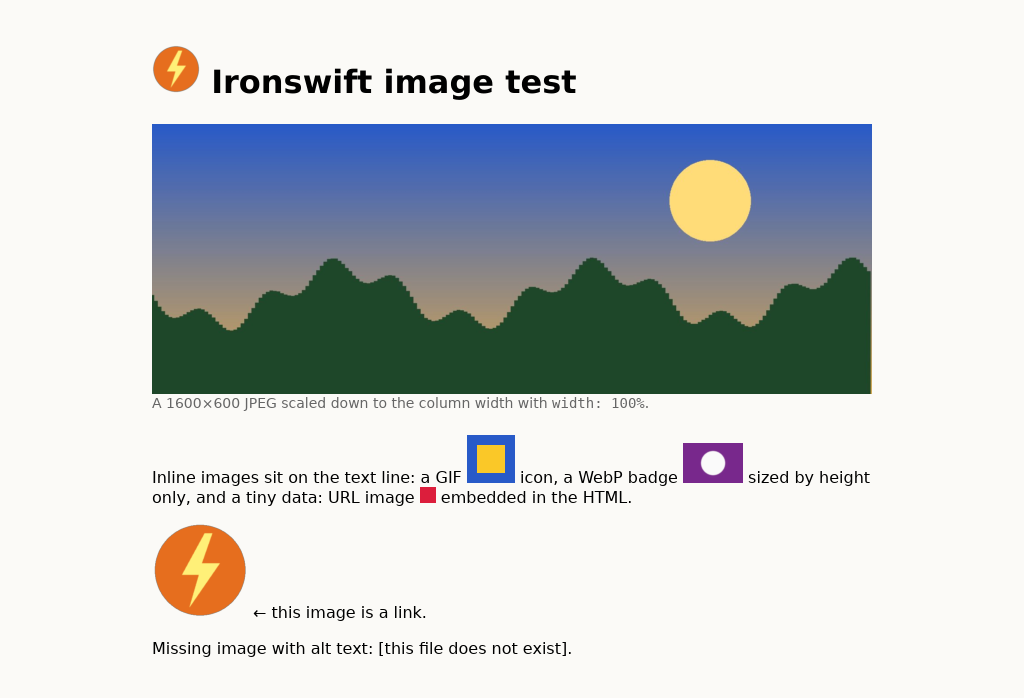 Ironswift image test
A 1600×600 JPEG scaled down to the column width with width: 100%.
Inline images sit on the text line: a GIF icon, a WebP badge sized by height
only, and a tiny data: URL image embedded in the HTML.
← this image is a link.
Missing image with alt text: [this file does not exist].